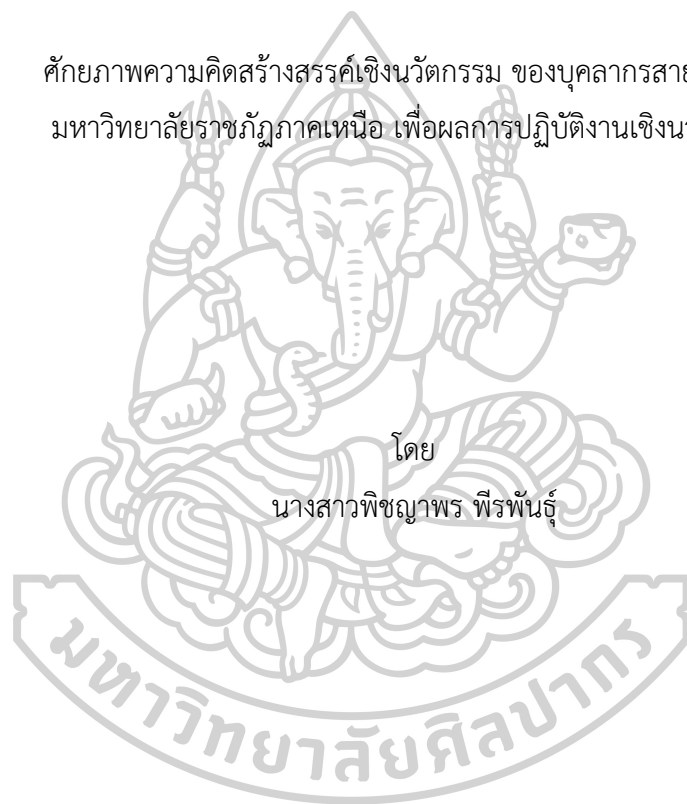 ศักยภาพความคิดสร้างสรรค์เชิงนวัตกรรม ของบุคลากรสาย
มหาวิทยาลัยราชภัฏภาคเหนือ เพื่อผลการปฏิบัติงานเชิงน
โดย
นางสาวพิชญาพร พีรพันธุ์
มหาวิทยาลัยศิลปากร